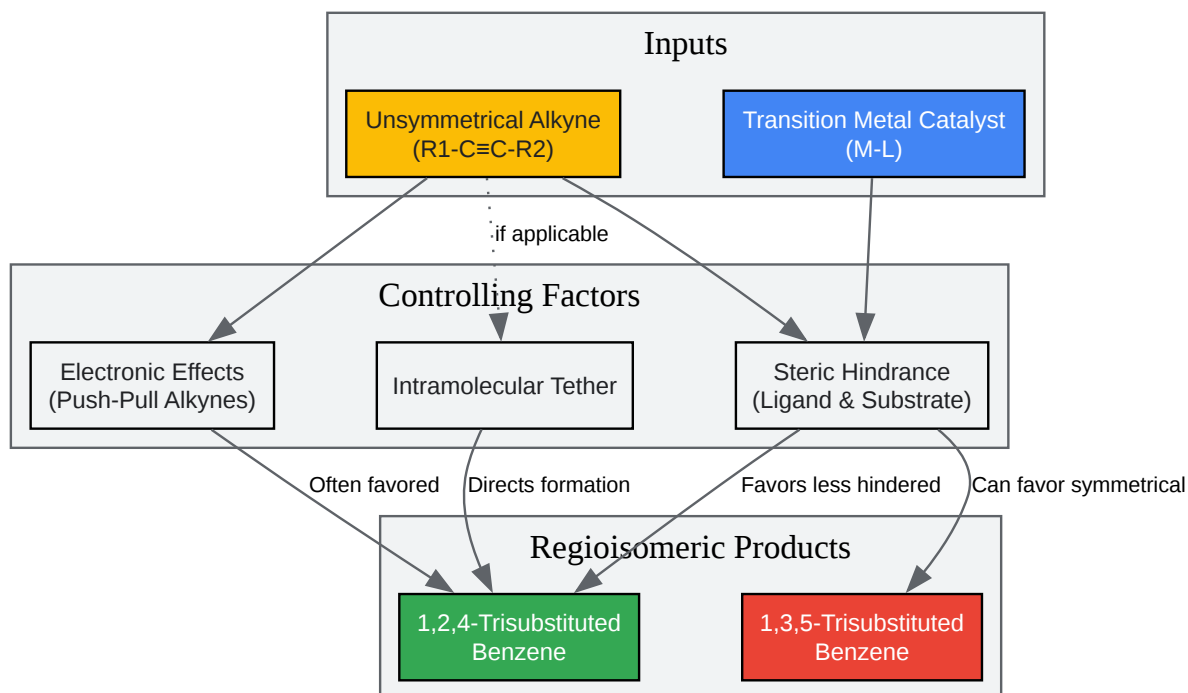 Inputs
Unsymmetrical Alkyne
(R1-C≡C-R2)
Transition Metal Catalyst
(M-L)
if applicable
Controlling Factors
Electronic Effects
(Push-Pull Alkynes)
Intramolecular Tether
Steric Hindrance
(Ligand & Substrate)
Often favored
Directs formation
Favors less hindered
Can favor symmetrical
Regioisomeric Products
1,2,4-Trisubstituted
Benzene
1,3,5-Trisubstituted
Benzene